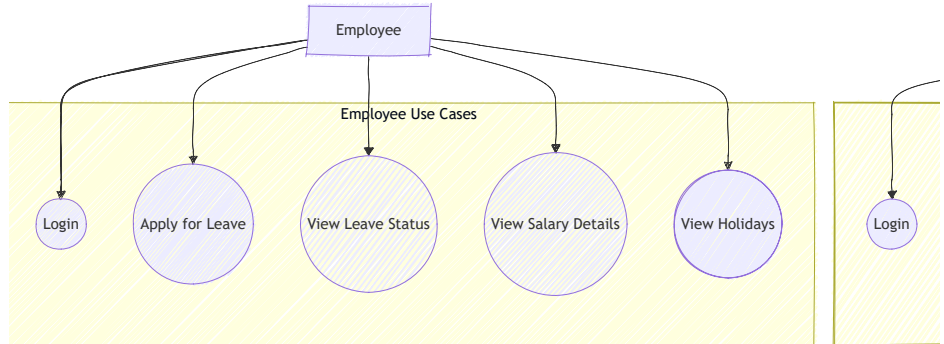 Employee
Employee Use Cases
Login
Apply for Leave
View Leave Status
View Salary Details
View Holidays
Login